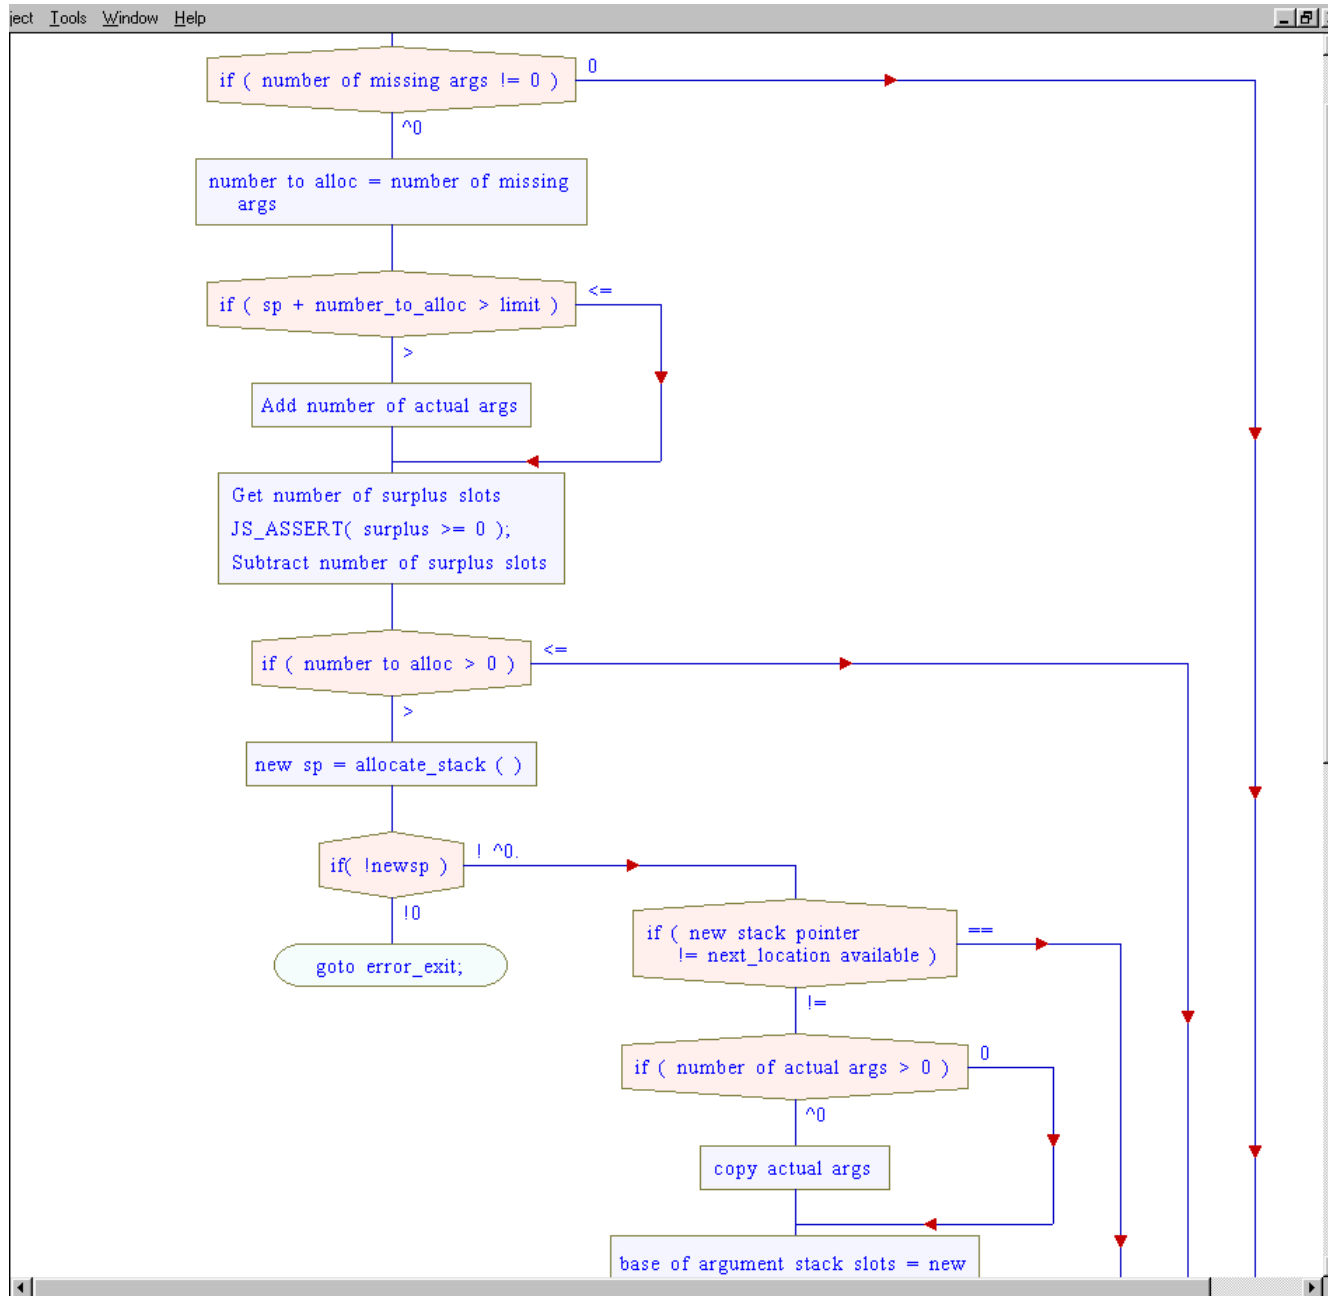 ject Tools Window Help
if ( number of missing args != 0 )
0
^0
number to alloc = number of missing
args
if ( sp + number_to_alloc > limit )
<=
>
Add number of actual args
Get number of surplus slots
JS_ASSERT( surplus >= 0 );
Subtract number of surplus slots
if ( number to alloc > 0 )
<=
>
new sp = allocate_stack ( )
if( !newsp )
! ^0.
!0
goto error_exit;
if ( new stack pointer
!= next_location available )
==
!=
if ( number of actual args > 0 )
0
^0
copy actual args
base of argument stack slots = new